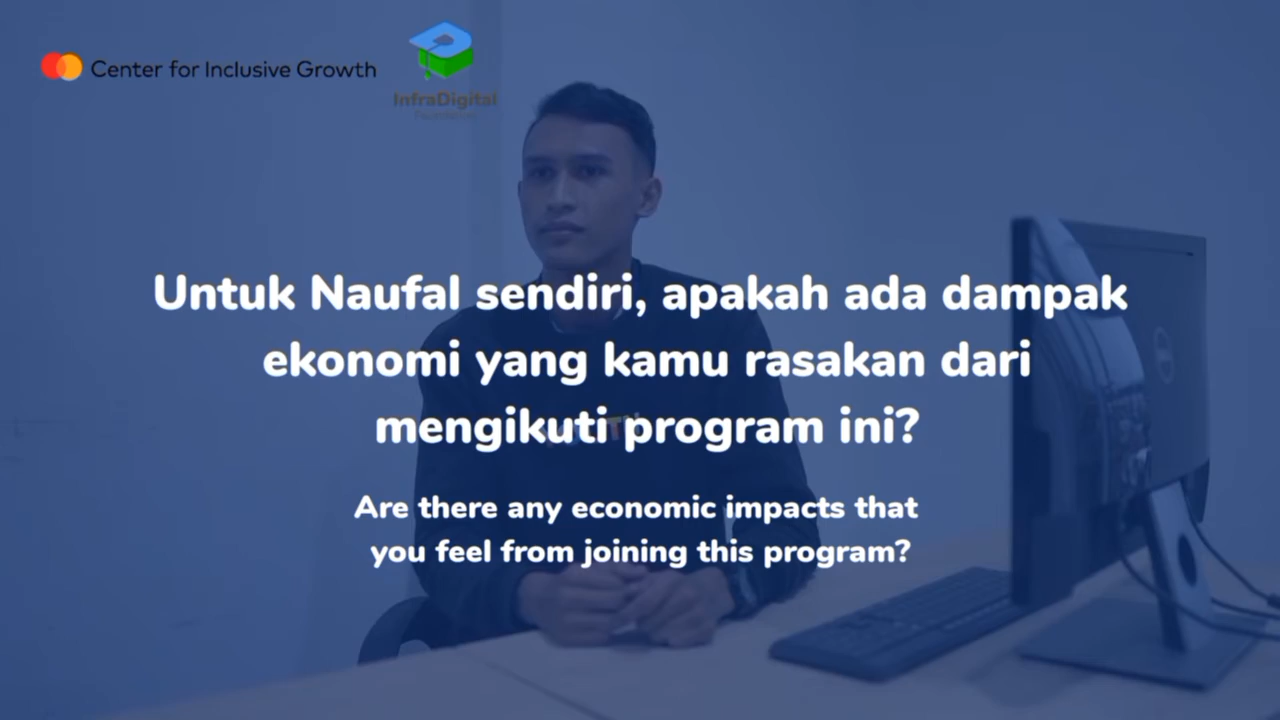 Center for Inclusive Growth
InfraDigital
Foundation
Untuk Naufal sendiri, apakah ada dampak
ekonomi yang kamu rasakan dari
mengikuti program ini?
Are there any economic impacts that
you feel from joining this program?